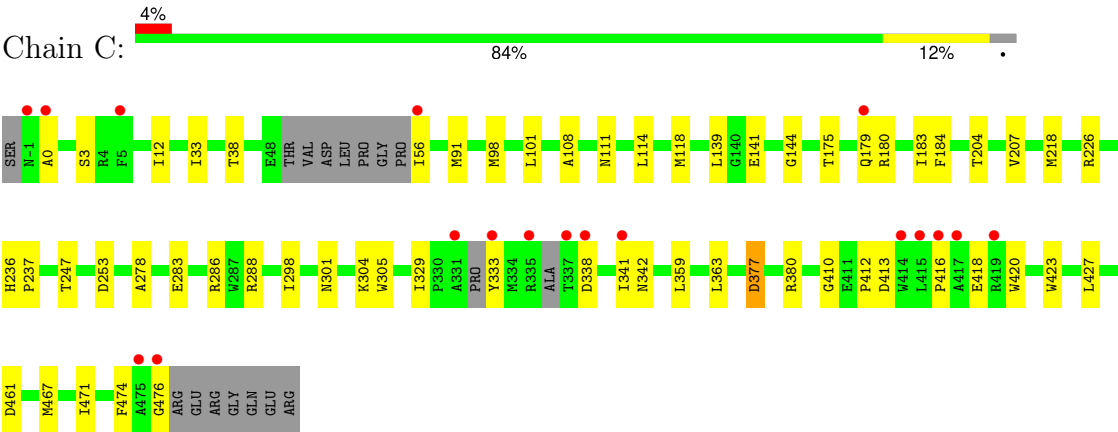 4%
Chain C:
84% 12% •
SER N-1 A0 S3 R4 F5 I12 I33 T38 E48 THR VAL ASP LEU PRO GLY PRO I56 M91 M98 L101 A108 N111 L114 M118 L139 G140 E141 G144 T175 Q179 R180 I183 F184 T204 V207 M218 R226
H236 P237 T247 D253 A278 E283 R286 W287 R288 I298 N301 K304 W305 I329 P330 A331 PRO V333 M334 R335 ALA T337 D338 I341 N342 L359 L363 D377 R380 G410 E411 P412 D413 W414 L415 P416 A417 E418 R419 W420 W423 L427
D461 M467 I471 F474 A475 G476 ARG GLU ARG GLY GLN GLU ARG